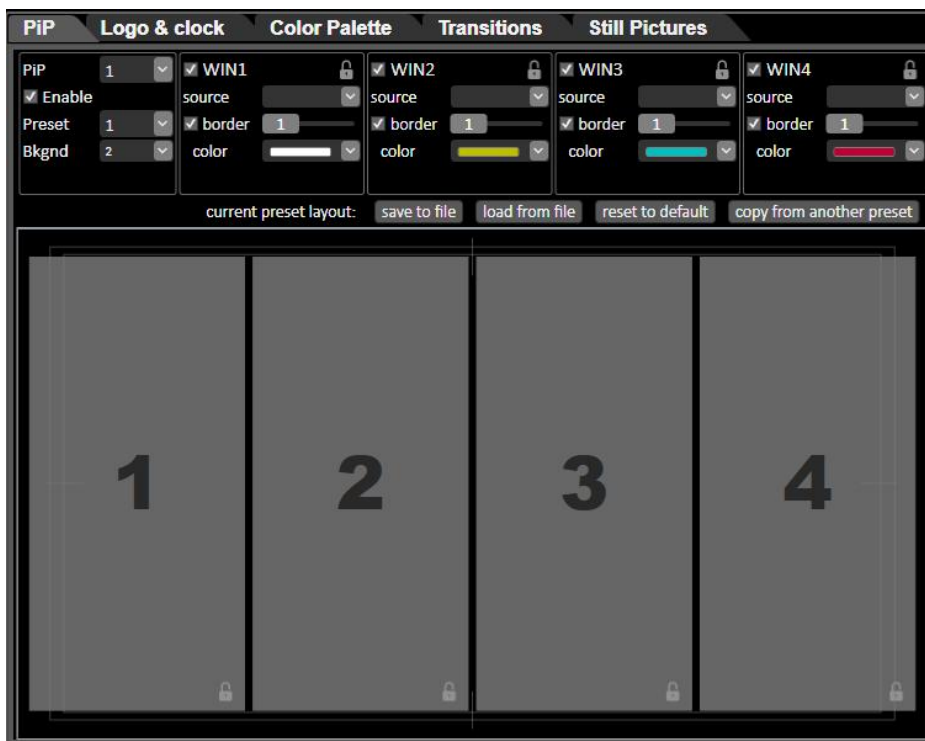 PiP Logo & clock Color Palette Transitions Still Pictures
PiP 1 WIN1 WIN2 WIN3 WIN4
Enable source source source source
Preset 1 border 1 border 1 border 1 border 1
Bkgnd 2 color color color color
current preset layout: save to file load from file reset to default copy from another preset
1 2 3 4